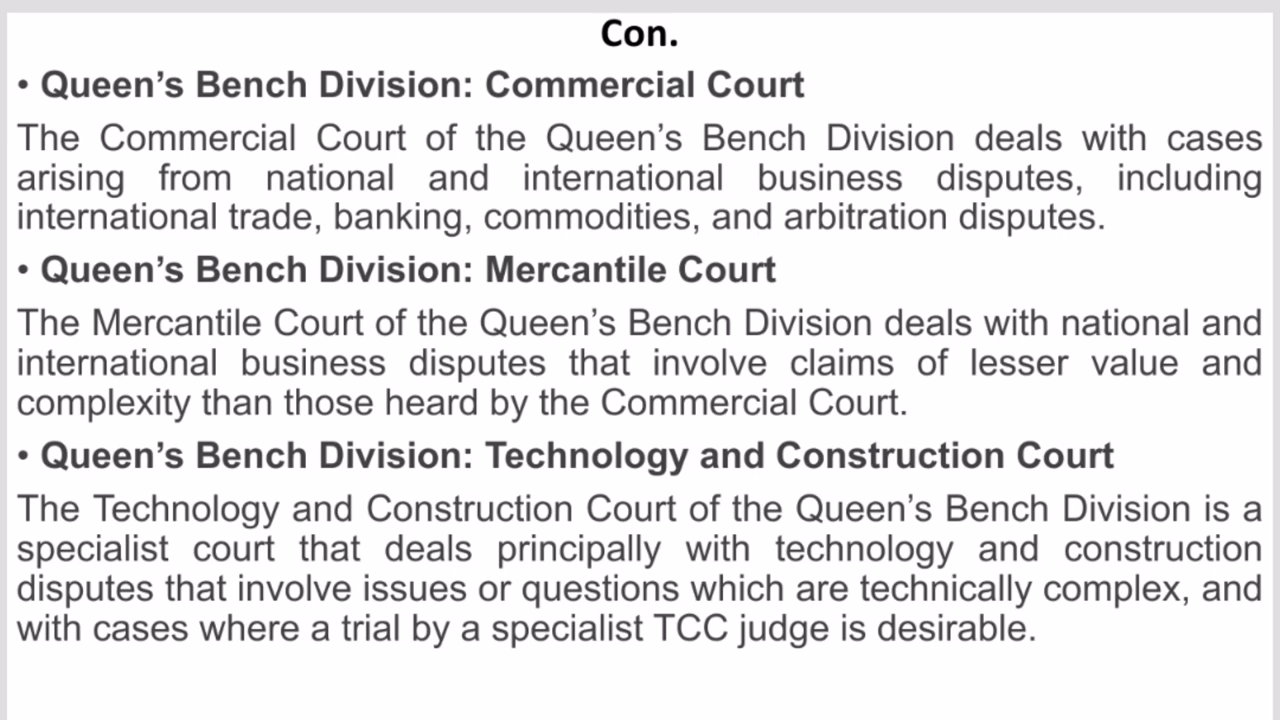 Con.
• Queen’s Bench Division: Commercial Court
The Commercial Court of the Queen’s Bench Division deals with cases
arising from national and international business disputes, including
international trade, banking, commodities, and arbitration disputes.
• Queen’s Bench Division: Mercantile Court
The Mercantile Court of the Queen’s Bench Division deals with national and
international business disputes that involve claims of lesser value and
complexity than those heard by the Commercial Court.
• Queen’s Bench Division: Technology and Construction Court
The Technology and Construction Court of the Queen’s Bench Division is a
specialist court that deals principally with technology and construction
disputes that involve issues or questions which are technically complex, and
with cases where a trial by a specialist TCC judge is desirable.